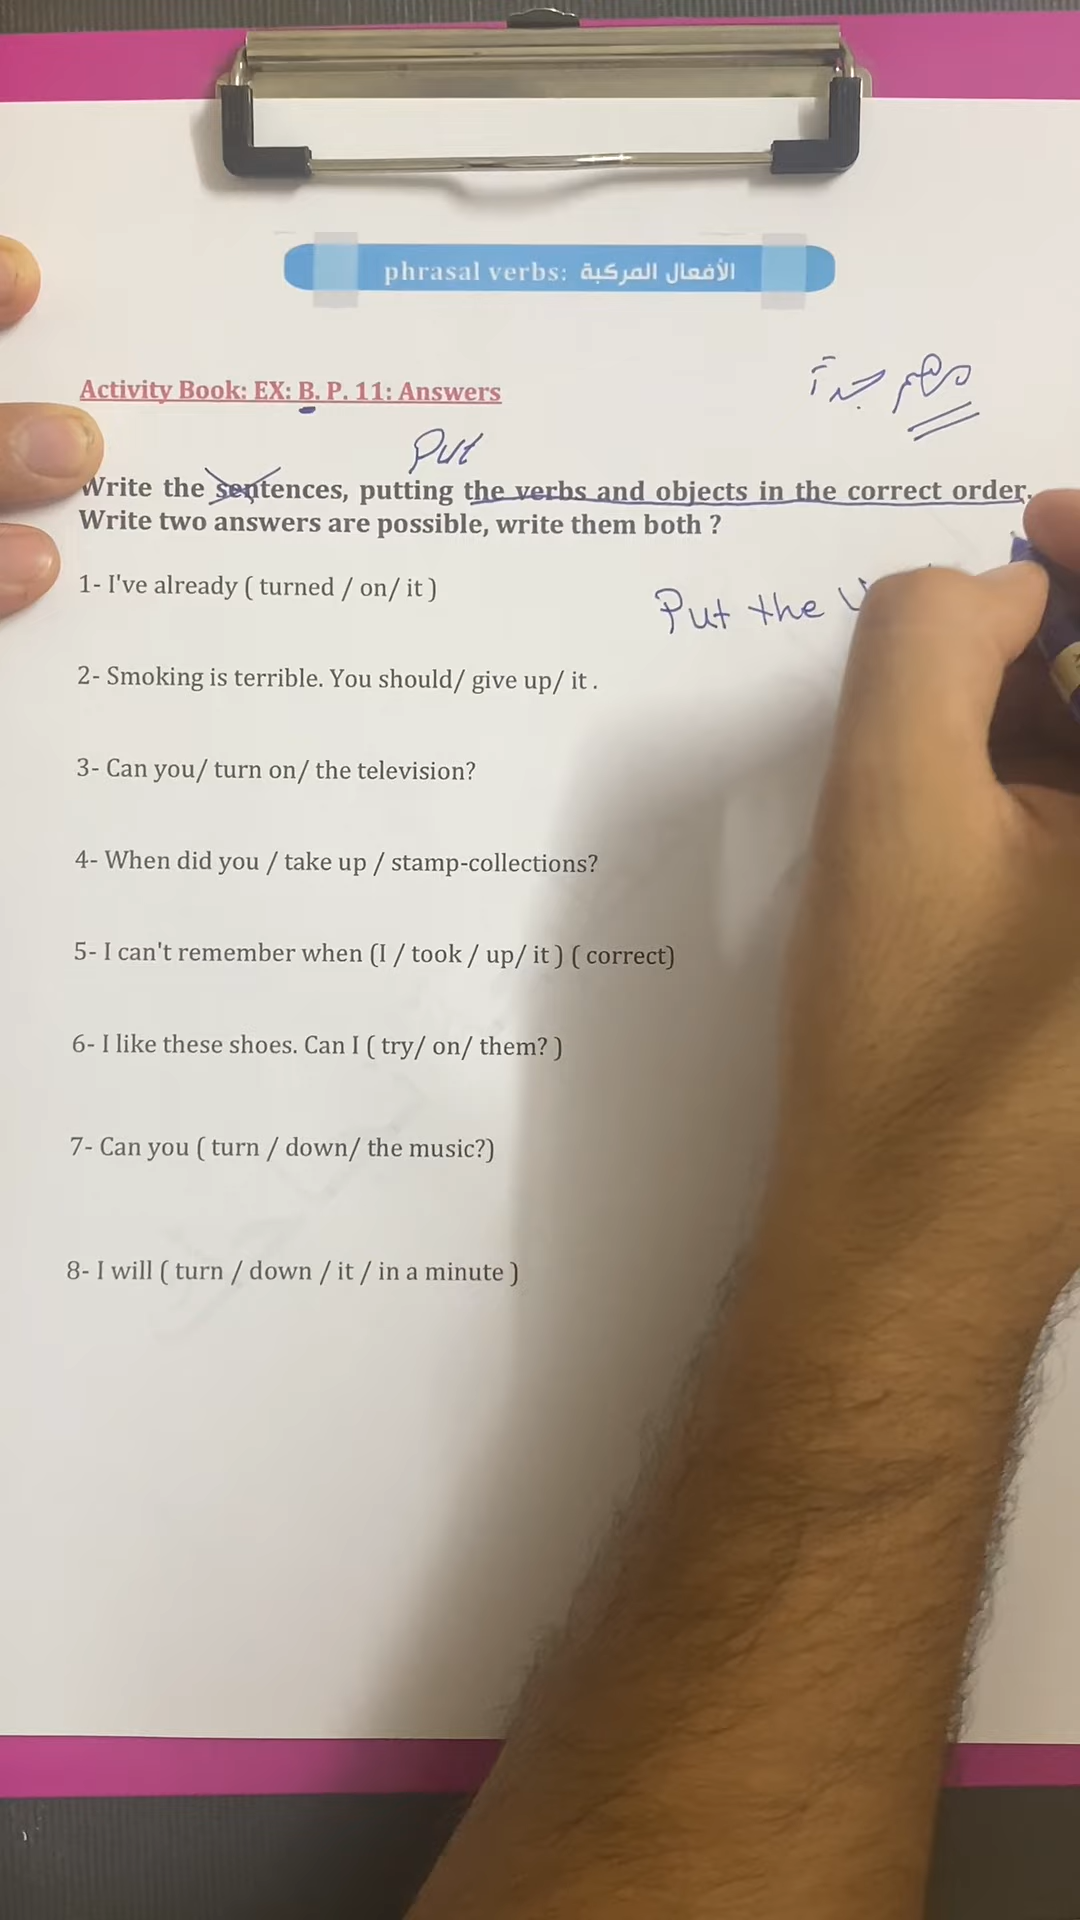 phrasal verbs: الأفعال المركبة
مهم جداً
Activity Book: EX: B. P. 11: Answers
Put
Write the sentences, putting the verbs and objects in the correct order.
Write two answers are possible, write them both ?
1- I've already ( turned / on/ it )
Put the
2- Smoking is terrible. You should/ give up/ it .
3- Can you/ turn on/ the television?
4- When did you / take up / stamp-collections?
5- I can't remember when (I / took / up/ it ) ( correct)
6- I like these shoes. Can I ( try/ on/ them? )
7- Can you ( turn / down/ the music?)
8- I will ( turn / down / it / in a minute )